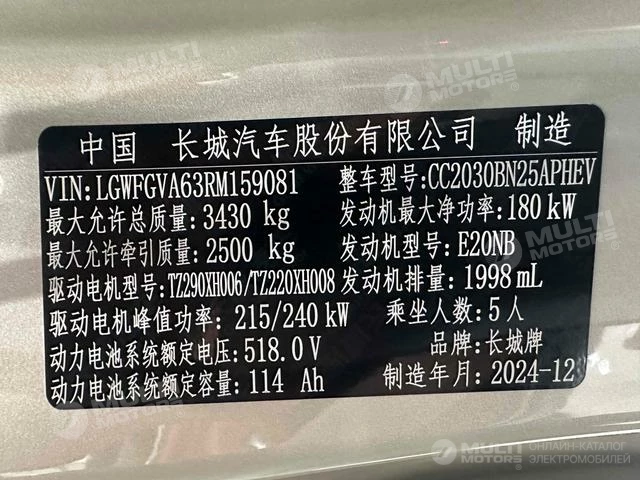 中国 长城汽车股份有限公司 制造
VIN:LGWFGVA63RM159081 整车型号:CC2030BN25APHEV
最大允许总质量:3430 kg 发动机最大净功率:180 kW
最大允许牵引质量:2500 kg 发动机型号:E20NB
驱动电机型号:TZ290XH006/TZ220XH008 发动机排量:1998 mL
驱动电机峰值功率:215/240 kW 乘坐人数:5人
动力电池系统额定电压:518.0V 品牌:长城牌
动力电池系统额定容量:114 Ah 制造年月:2024-12
MULTI MOTORS
MULTI MOTORS
MULTI MOTORS
ОНЛАЙН-КАТАЛОГ
ЭЛЕКТРОМОБИЛЕЙ